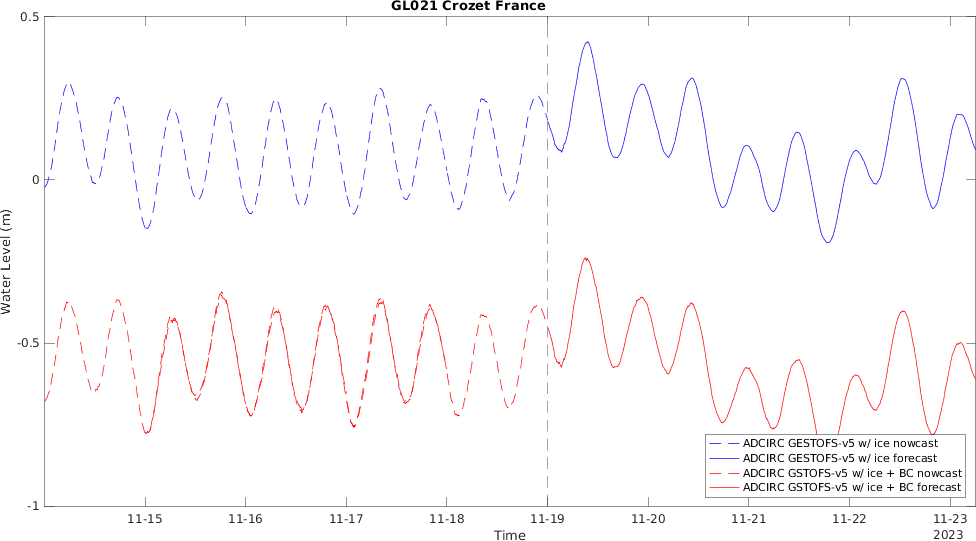 GL021 Crozet France
0.5
0
-0.5
-1
Water Level (m)
11-15
11-16
11-17
11-18
11-19
11-20
11-21
11-22
11-23
2023
Time
ADCIRC GESTOFS-v5 w/ ice nowcast
ADCIRC GESTOFS-v5 w/ ice forecast
ADCIRC GSTOFS-v5 w/ ice + BC nowcast
ADCIRC GSTOFS-v5 w/ ice + BC forecast